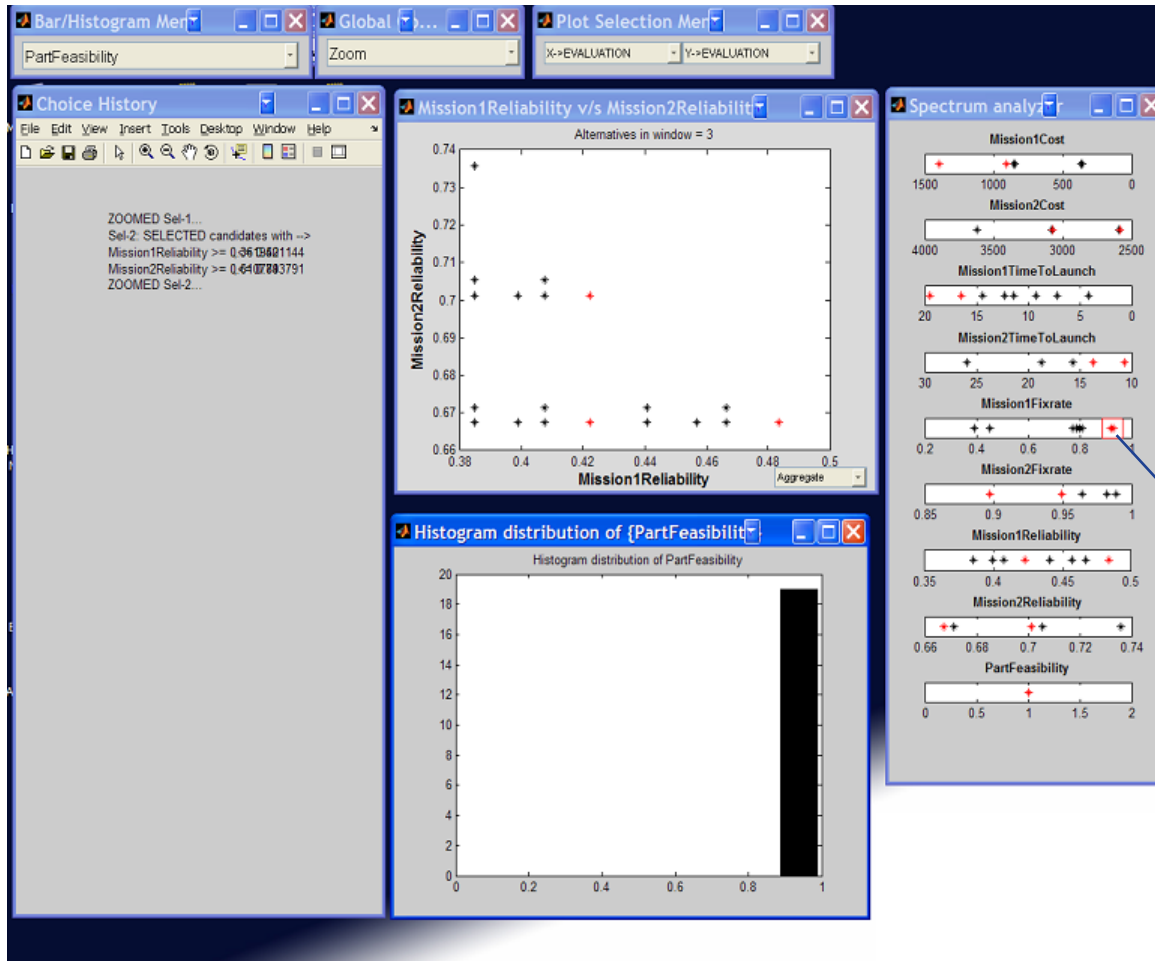 Bar/Histogram Mer
PartFeasibility
Global
Zoom
Plot Selection Mer
X->EVALUATION
Y->EVALUATION
Choice History
File Edit View Insert Tools Desktop Window Help
ZOOMED Sel-1...
Sel-2: SELECTED candidates with -->
Mission1Reliability >=
Mission2Reliability >=
ZOOMED Sel-2...
Mission1Reliability v/s Mission2Reliabilit
Alternatives in window = 3
0.74
0.73
0.72
0.71
0.7
0.69
0.68
0.67
0.66
Mission2Reliability
0.38 0.4 0.42 0.44 0.46 0.48 0.5
Mission1Reliability
Aggregate
Histogram distribution of {PartFeasibilit
Histogram distribution of PartFeasibility
20
18
16
14
12
10
8
6
4
2
0
0 0.2 0.4 0.6 0.8 1
Spectrum analyzer
Mission1Cost
1500 1000 500 0
Mission2Cost
4000 3500 3000 2500
Mission1TimeToLaunch
20 15 10 5 0
Mission2TimeToLaunch
30 25 20 15 10
Mission1Fixrate
0.2 0.4 0.6 0.8 1
Mission2Fixrate
0.85 0.9 0.95 1
Mission1Reliability
0.35 0.4 0.45 0.5
Mission2Reliability
0.66 0.68 0.7 0.72 0.74
PartFeasibility
0 0.5 1 1.5 2